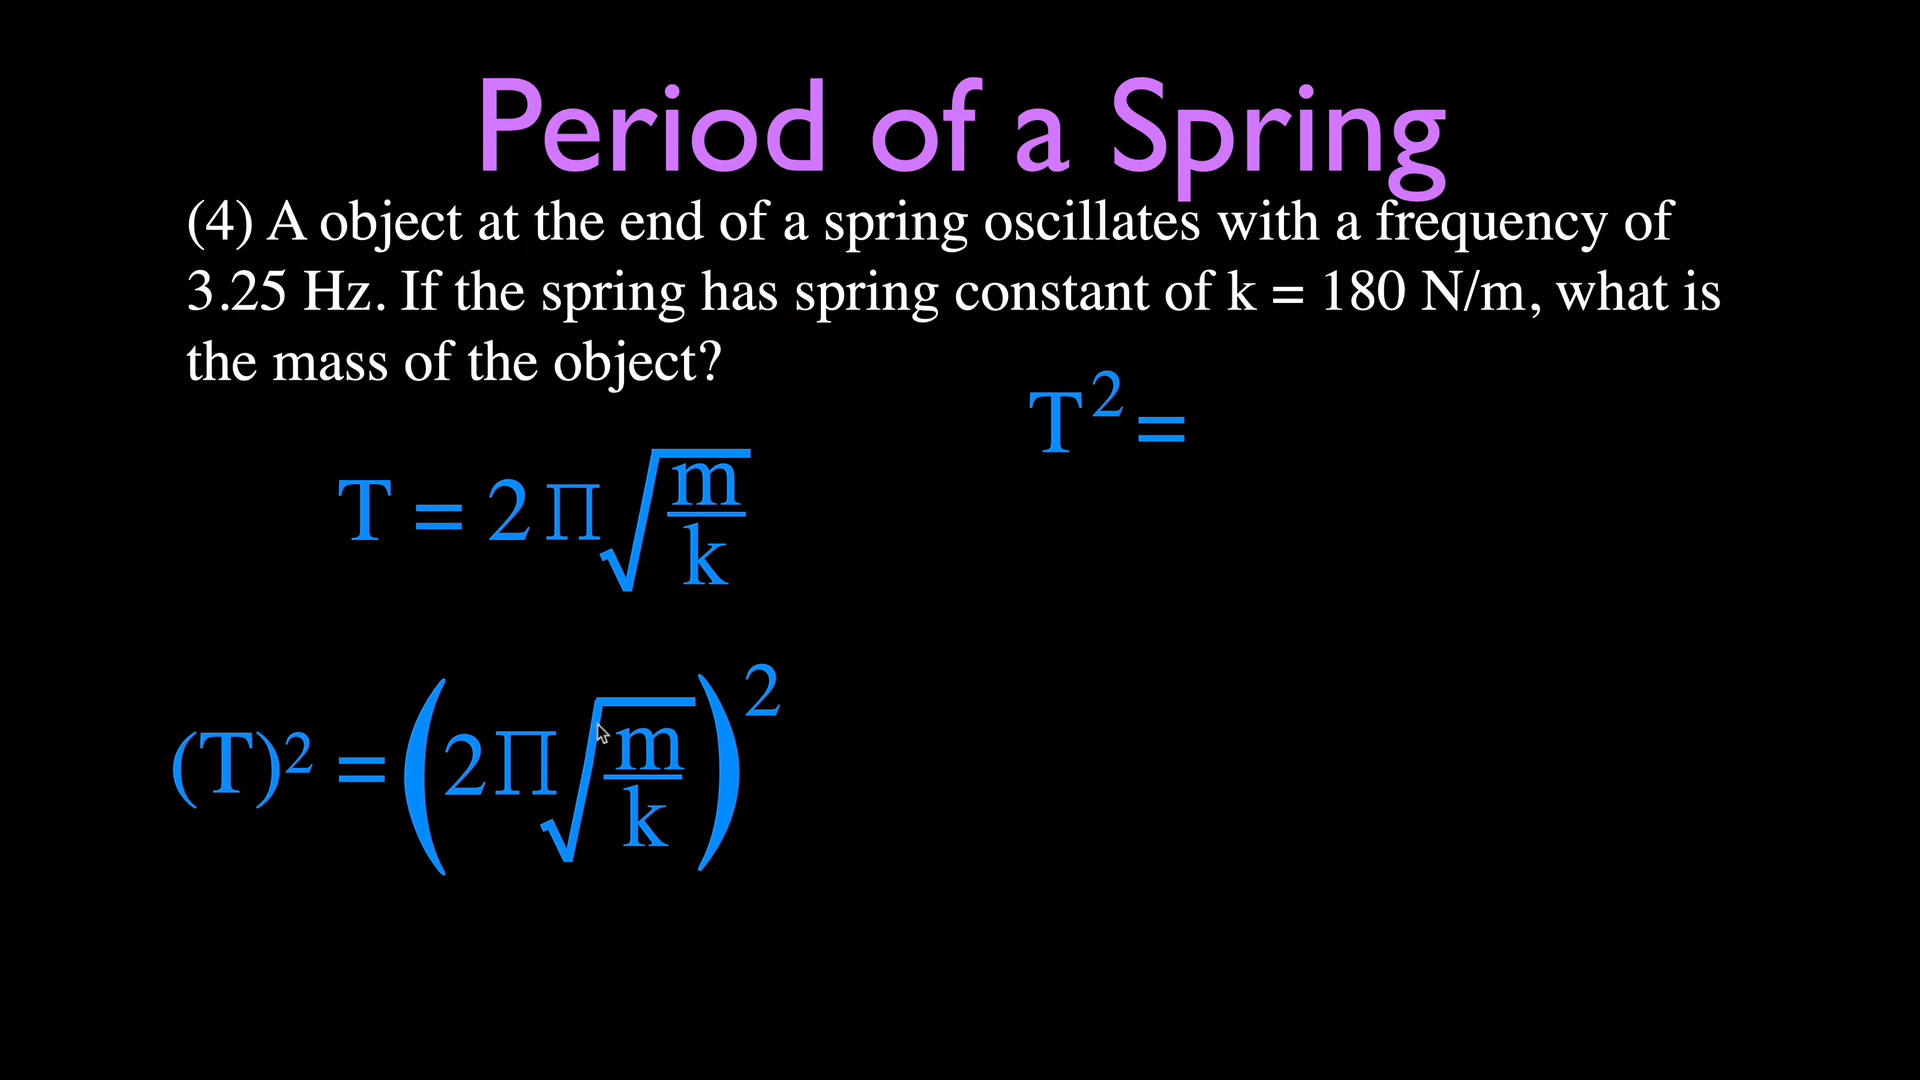 Period of a Spring
(4) A object at the end of a spring oscillates with a frequency of
3.25 Hz. If the spring has spring constant of k = 180 N/m, what is
the mass of the object?
T² =
T = 2Π√(m/k)
(T)² = (2Π√(m/k))²